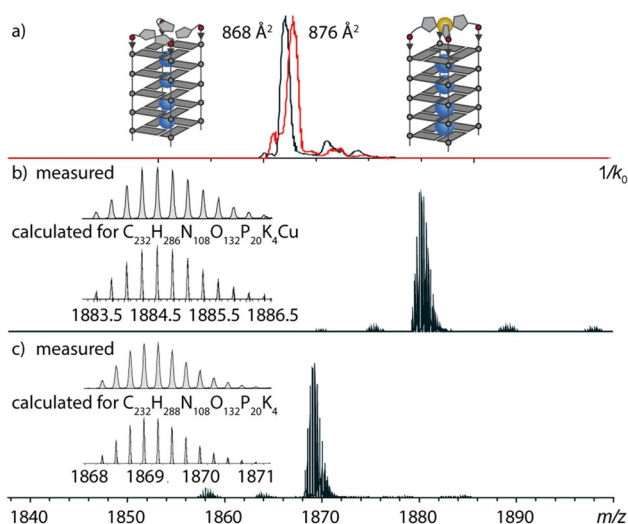 a) 868 Å² 876 Å²
1/k₀
b) measured
calculated for C₂₃₂H₂₈₆N₁₀₈O₁₃₂P₂₀K₄Cu
1883.5 1884.5 1885.5 1886.5
c) measured
calculated for C₂₃₂H₂₈₈N₁₀₈O₁₃₂P₂₀K₄
1868 1869. 1870 1871
1840 1850 1860 1870 1880 1890 m/z